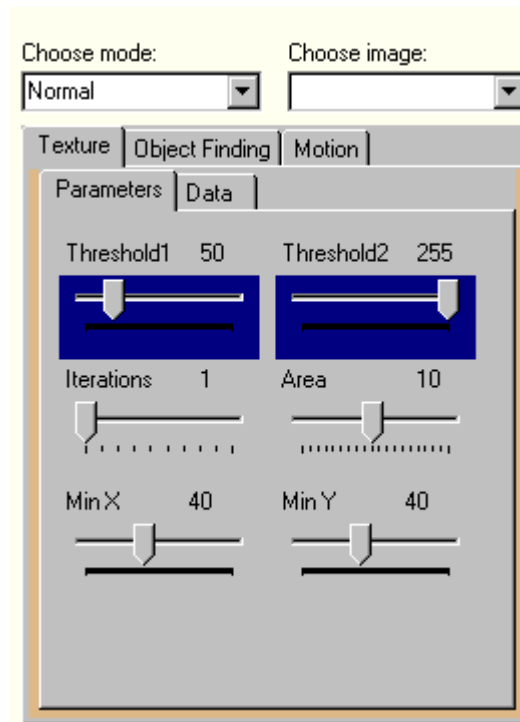 Choose mode: Choose image:
Normal
Texture Object Finding Motion
Parameters Data
Threshold1 50 Threshold2 255
Iterations 1 Area 10
Min X 40 Min Y 40